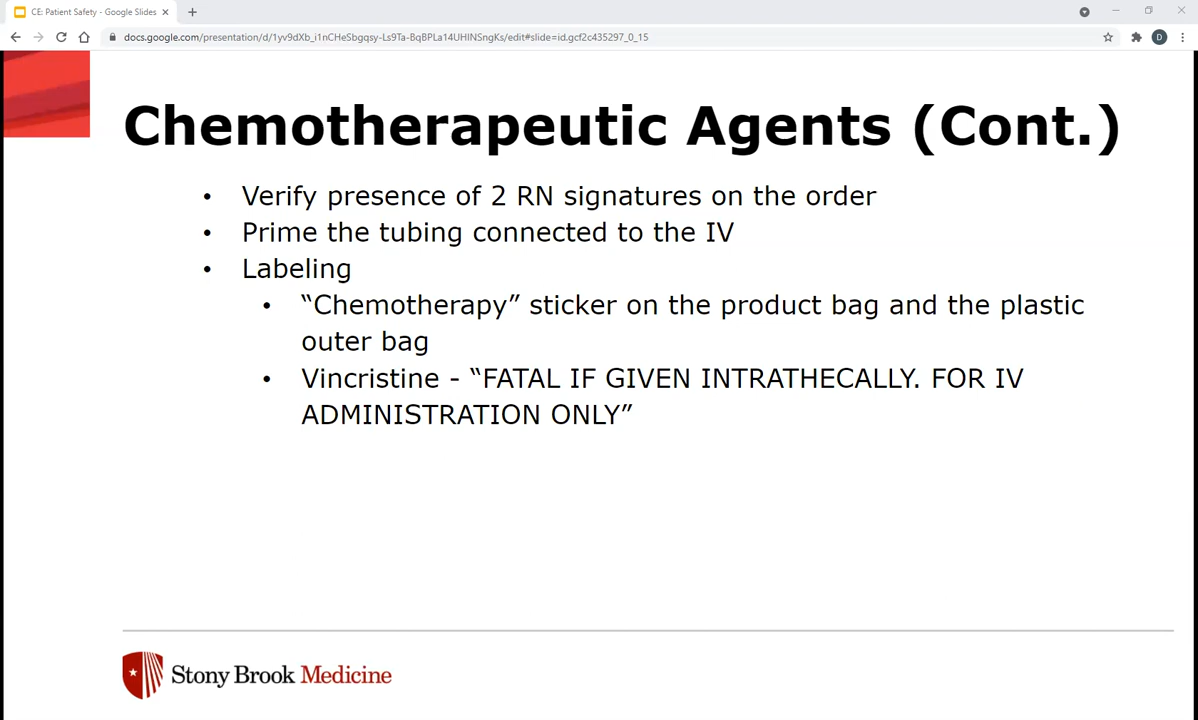 CE: Patient Safety - Google Slides
docs.google.com/presentation/d/1yv9dXb_i1nCHeSbgqsy-Ls9Ta-BqBPLa14UHINSngKs/edit#slide=id.gcf2c435297_0_15
D
Chemotherapeutic Agents (Cont.)
• Verify presence of 2 RN signatures on the order
• Prime the tubing connected to the IV
• Labeling
• “Chemotherapy” sticker on the product bag and the plastic
outer bag
• Vincristine - “FATAL IF GIVEN INTRATHECALLY. FOR IV
ADMINISTRATION ONLY”
Stony Brook Medicine